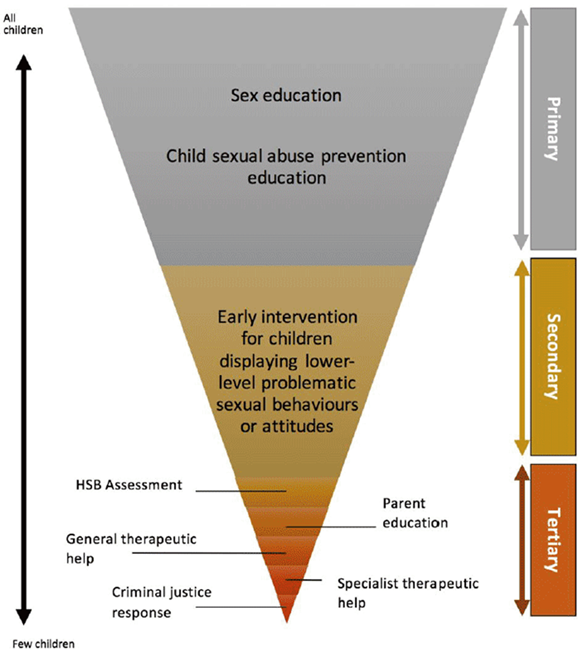 All
children
Sex education
Child sexual abuse prevention
education
Primary
Early intervention
for children
displaying lower-
level problematic
sexual behaviours
or attitudes
Secondary
HSB Assessment
Parent
education
General therapeutic
help
Specialist therapeutic
help
Criminal justice
response
Tertiary
Few children